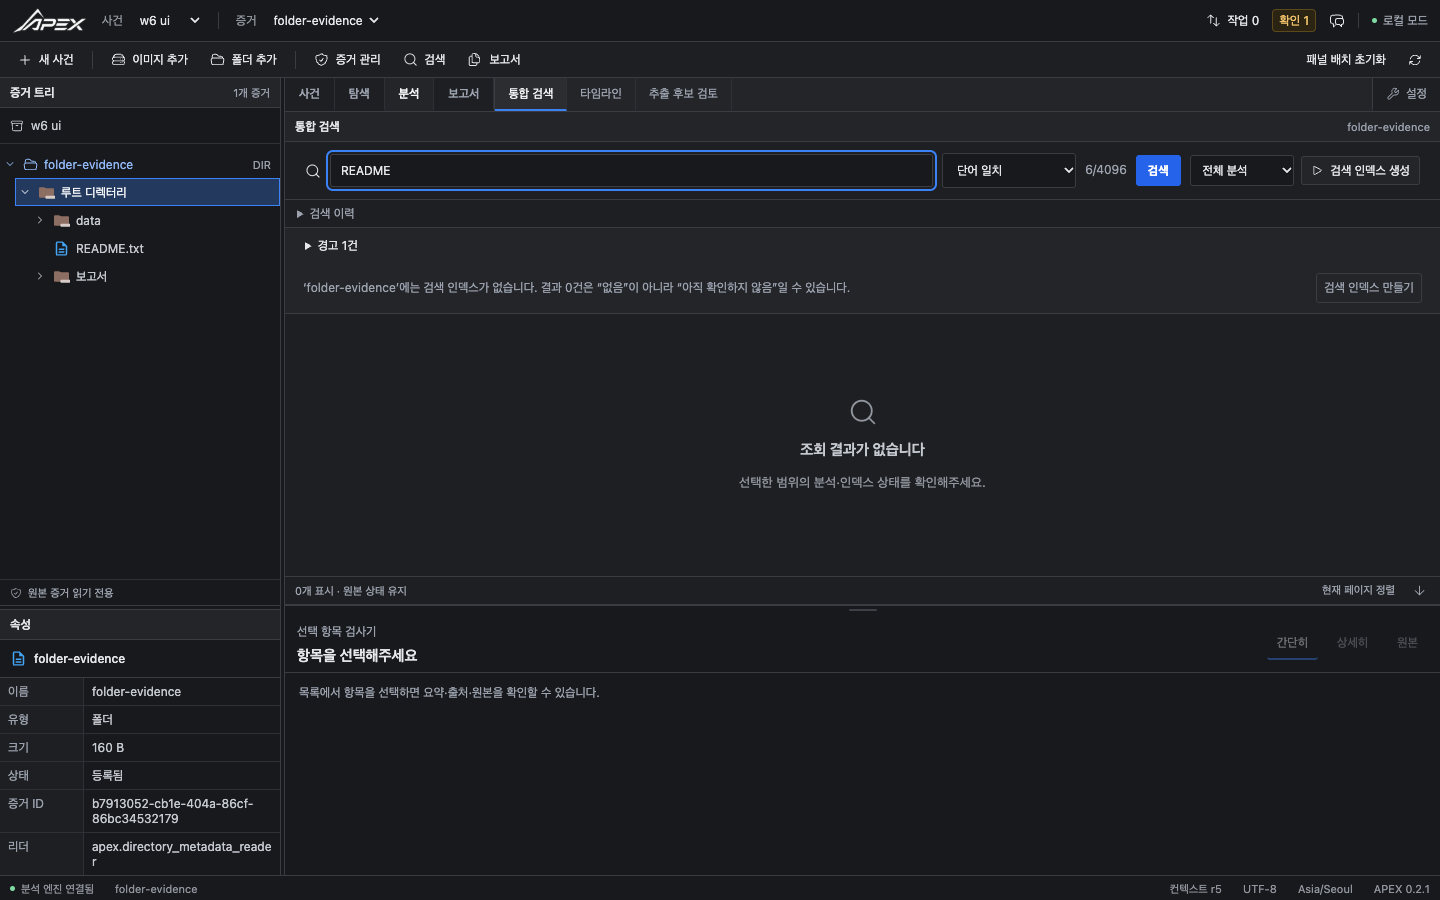 APEX 사건 w6 ui 증거 folder-evidence 작업 0 확인 1 로컬 모드
새 사건 이미지 추가 폴더 추가 증거 관리 검색 보고서 패널 배치 초기화
증거 트리 1개 증거
w6 ui
folder-evidence DIR
루트 디렉터리
data
README.txt
보고서
원본 증거 읽기 전용
속성
folder-evidence
이름 folder-evidence
유형 폴더
크기 160 B
상태 등록됨
증거 ID b7913052-cb1e-404a-86cf-
86bc34532179
리더 apex.directory_metadata_reade
r
사건 탐색 분석 보고서 통합 검색 타임라인 추출 후보 검토 설정
통합 검색 folder-evidence
README 단어 일치 6/4096 검색 전체 분석 검색 인덱스 생성
검색 이력
경고 1건
‘folder-evidence’에는 검색 인덱스가 없습니다. 결과 0건은 “없음”이 아니라 “아직 확인하지 않음”일 수 있습니다. 검색 인덱스 만들기
조회 결과가 없습니다
선택한 범위의 분석·인덱스 상태를 확인해주세요.
0개 표시 · 원본 상태 유지 현재 페이지 정렬
선택 항목 검사기
항목을 선택해주세요 간단히 상세히 원본
목록에서 항목을 선택하면 요약·출처·원본을 확인할 수 있습니다.
분석 엔진 연결됨 folder-evidence 컨텍스트 r5 UTF-8 Asia/Seoul APEX 0.2.1